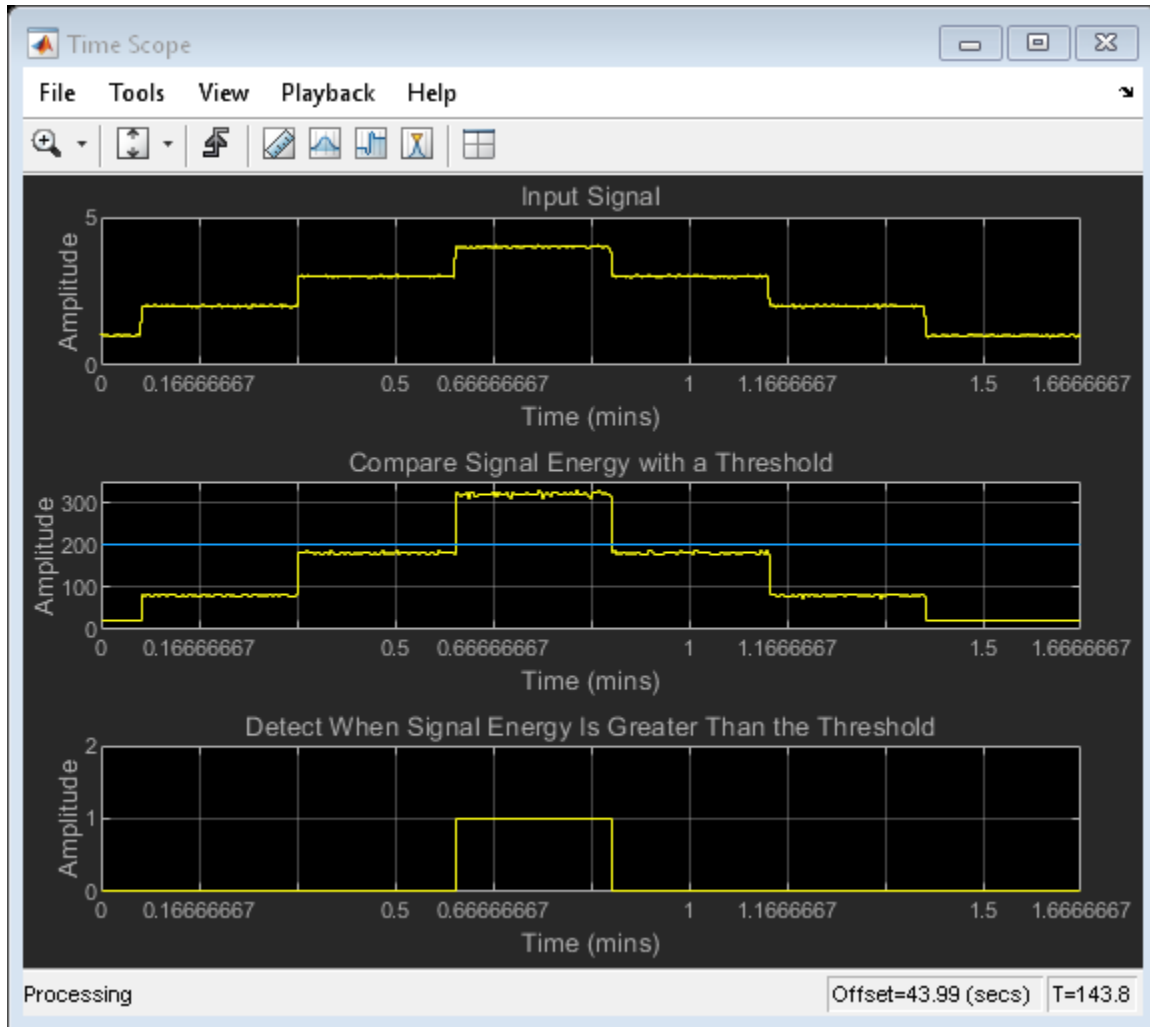 Time Scope
File Tools View Playback Help
Input Signal
5
Amplitude
0
0 0.16666667 0.5 0.66666667 1 1.1666667 1.5 1.6666667
Time (mins)
Compare Signal Energy with a Threshold
300
200
Amplitude
100
0
0 0.16666667 0.5 0.66666667 1 1.1666667 1.5 1.6666667
Time (mins)
Detect When Signal Energy Is Greater Than the Threshold
2
Amplitude
1
0
0 0.16666667 0.5 0.66666667 1 1.1666667 1.5 1.6666667
Time (mins)
Processing Offset=43.99 (secs) T=143.8